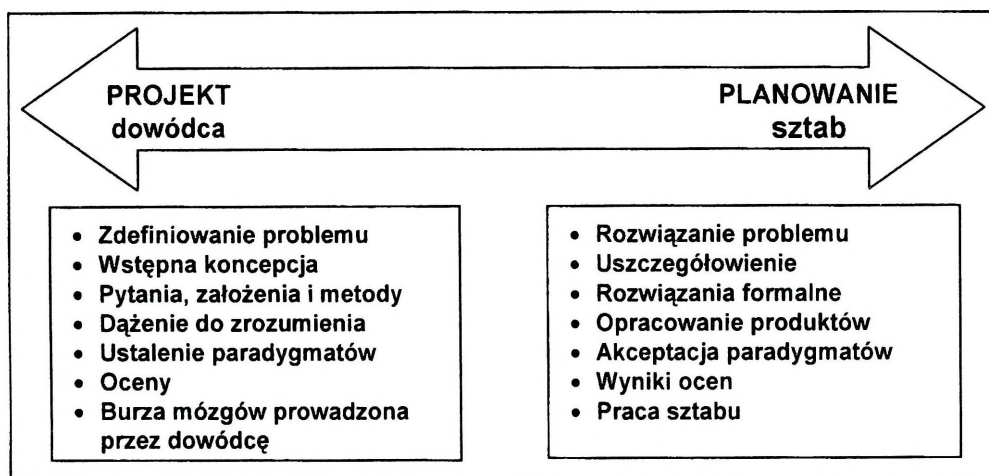 PROJEKT
dowódca
PLANOWANIE
sztab
• Zdefiniowanie problemu
• Wstępna koncepcja
• Pytania, założenia i metody
• Dążenie do zrozumienia
• Ustalenie paradygmatów
• Oceny
• Burza mózgów prowadzona
przez dowódcę
• Rozwiązanie problemu
• Uszczegółowienie
• Rozwiązania formalne
• Opracowanie produktów
• Akceptacja paradygmatów
• Wyniki ocen
• Praca sztabu